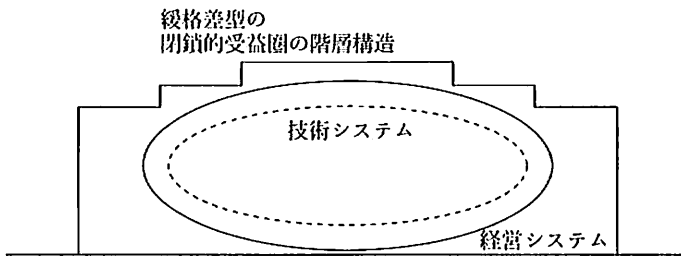 緩格差型の
閉鎖的受益圏の階層構造
技術システム
経営システム